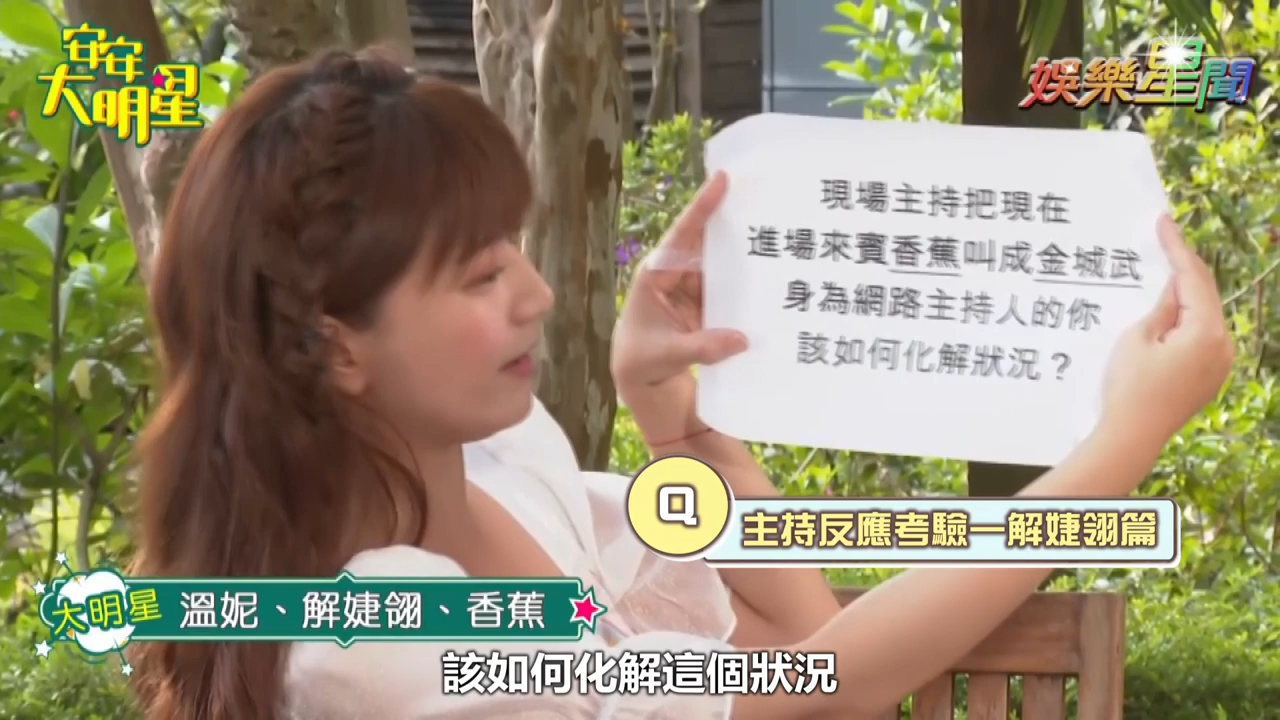 安安
大明星
娛樂星聞
現場主持把現在
進場來賓香蕉叫成金城武
身為網路主持人的你
該如何化解狀況？
Q
主持反應考驗—解婕翎篇
大明星
溫妮、解婕翎、香蕉
該如何化解這個狀況